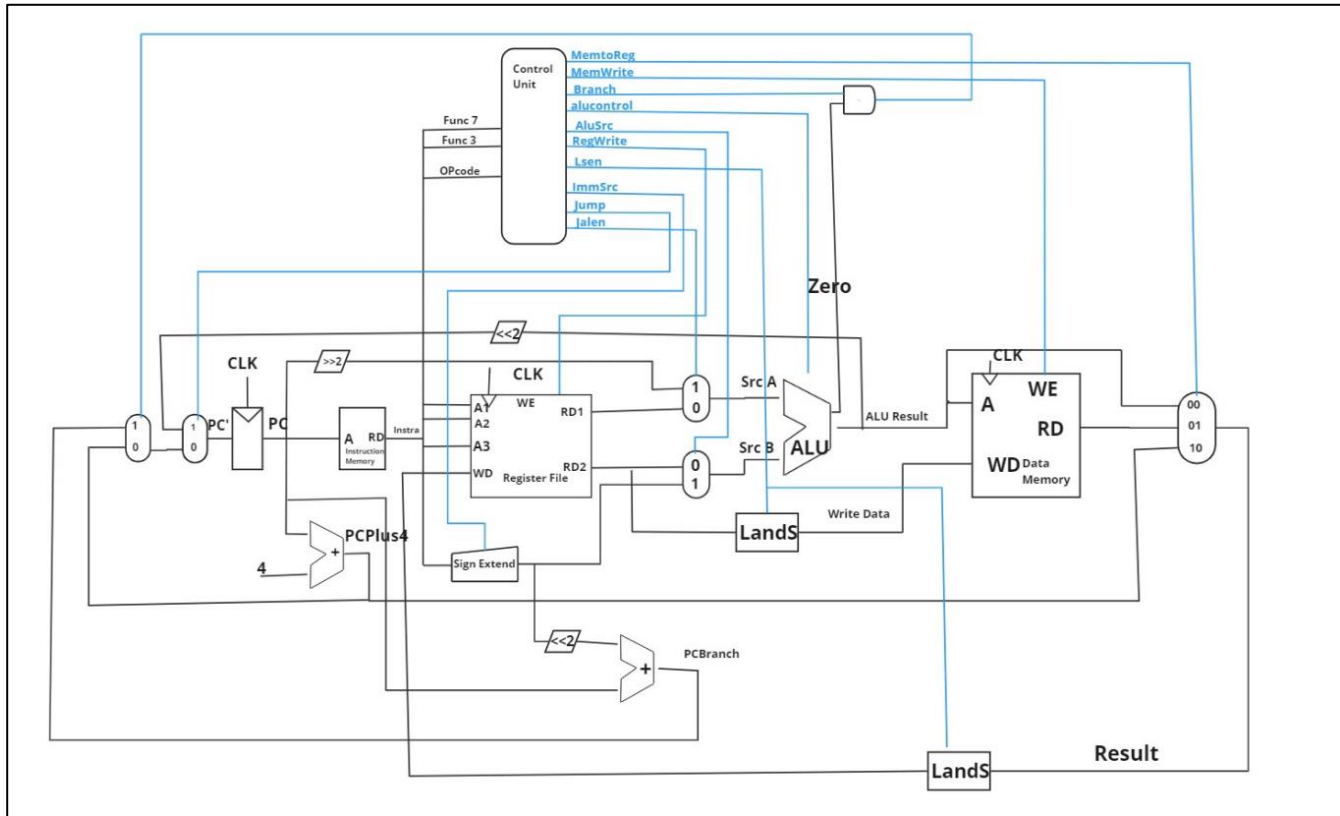 MemtoReg
Control
Unit
MemWrite
Branch
alucontrol
Func 7
AluSrc
Func 3
RegWrite
Lsen
OPcode
ImmSrc
Jump
Jalen
Zero
<<2
>>2
CLK
CLK
CLK
1
0
Src A
WE
A1
WE
RD1
A
A2
00
01
10
1
0
1
0
PC'
PC
A
RD
Instra
Instruction
Memory
A3
ALU Result
RD
ALU
Src B
RD2
0
1
WD
Register File
WD
Data
Memory
Write Data
LandS
PCPlus4
+
4
Sign Extend
<<2
+
PCBranch
Result
LandS